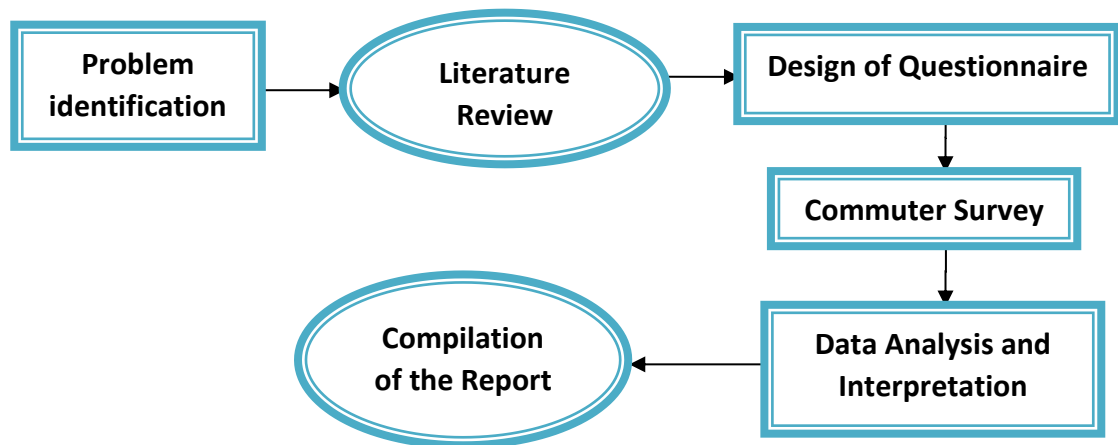 Problem
identification
Literature
Review
Design of Questionnaire
Commuter Survey
Data Analysis and
Interpretation
Compilation
of the Report